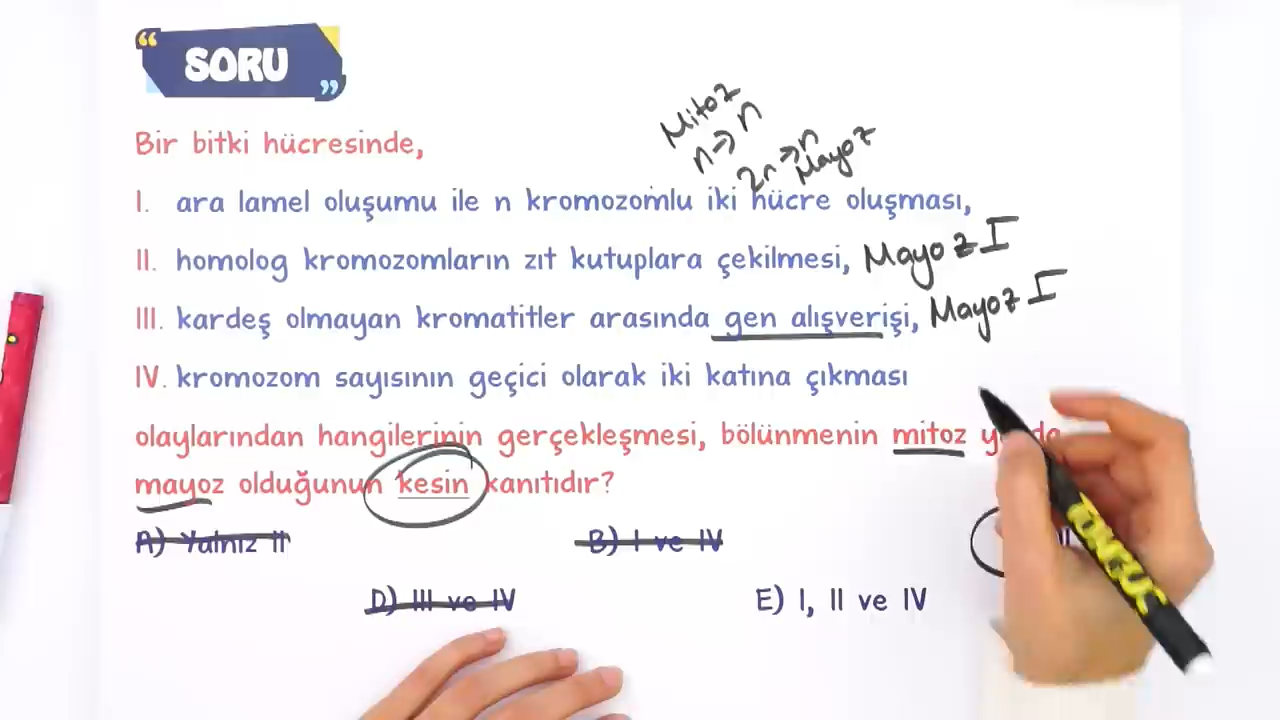 “ SORU ”
Mitoz
n → n
2n → n
Mayoz
Bir bitki hücresinde,
I. ara lamel oluşumu ile n kromozomlu iki hücre oluşması,
II. homolog kromozomların zıt kutuplara çekilmesi, Mayoz I
III. kardeş olmayan kromatitler arasında gen alışverişi, Mayoz I
IV. kromozom sayısının geçici olarak iki katına çıkması
olaylarından hangilerinin gerçekleşmesi, bölünmenin mitoz
mayoz olduğunun kesin kanıtıdır?
A) Yalnız II B) I ve IV
D) III ve IV E) I, II ve IV